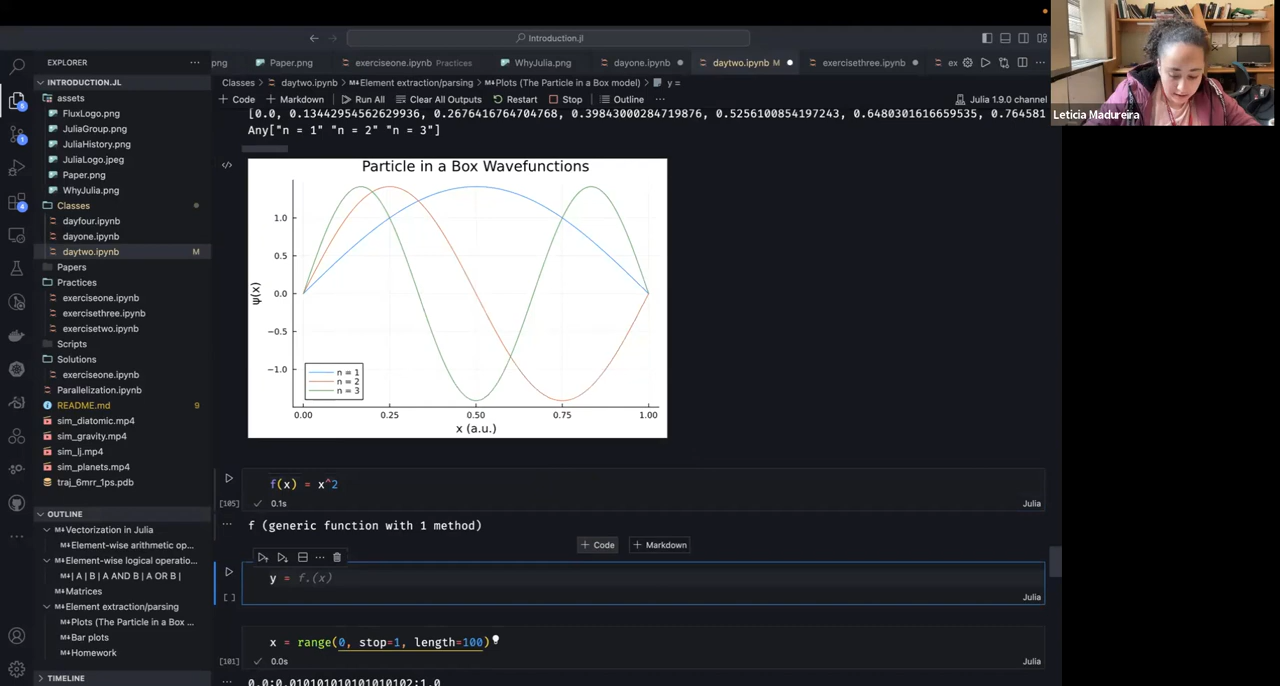 Introduction.jl
EXPLORER
png
Paper.png
exerciseone.ipynb Practices
WhyJulia.png
dayone.ipynb
daytwo.ipynb M
exercisethree.ipynb
ex
INTRODUCTION.JL
Classes > daytwo.ipynb > M↓Element extraction/parsing > M↓Plots (The Particle in a Box model) > y =
assets
+ Code + Markdown Run All Clear All Outputs Restart Stop Outline ...
Julia 1.9.0 channel
FluxLogo.png
JuliaGroup.png
JuliaHistory.png
JuliaLogo.jpeg
Paper.png
WhyJulia.png
Classes
dayfour.ipynb
dayone.ipynb
daytwo.ipynb M
Papers
Practices
exerciseone.ipynb
exercisethree.ipynb
exercisetwo.ipynb
Scripts
Solutions
exerciseone.ipynb
Parallelization.ipynb
README.md 9
sim_diatomic.mp4
sim_gravity.mp4
sim_lj.mp4
sim_planets.mp4
traj_6mrr_1ps.pdb
OUTLINE
M↓Vectorization in Julia
M↓Element-wise arithmetic op...
M↓Element-wise logical operatio...
M↓| A | B | A AND B | A OR B |
M↓Matrices
M↓Element extraction/parsing
M↓Plots (The Particle in a Box ...
M↓Bar plots
M↓Homework
TIMELINE
[0.0, 0.13442954562629936, 0.2676416764704768, 0.39843000284719876, 0.5256100854197243, 0.6480301616659535, 0.764581
Any["n = 1" "n = 2" "n = 3"]
Particle in a Box Wavefunctions
1.0
0.5
0.0
−0.5
−1.0
ψ(x)
n = 1
n = 2
n = 3
0.00 0.25 0.50 0.75 1.00
x (a.u.)
f(x) = x^2
[105] 0.1s Julia
f (generic function with 1 method)
+ Code + Markdown
y = f.(x)
[ ] Julia
x = range(0, stop=1, length=100)
[101] 0.0s Julia
0.0:0.010101010101010102:1.0
Leticia Madureira